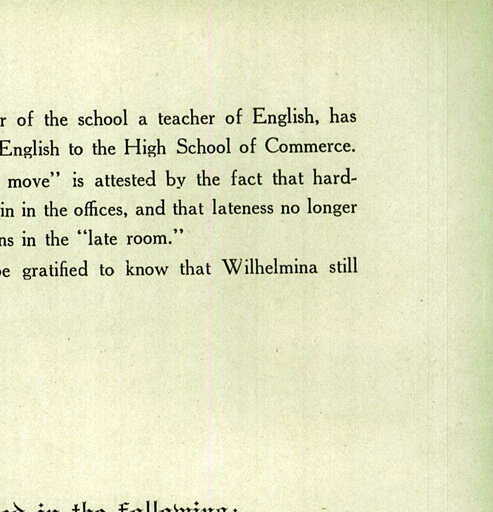 r of the school a teacher of English, has
English to the High School of Commerce.
move" is attested by the fact that hard-
in in the offices, and that lateness no longer
ns in the "late room."
e gratified to know that Wilhelmina still
ed in the following: